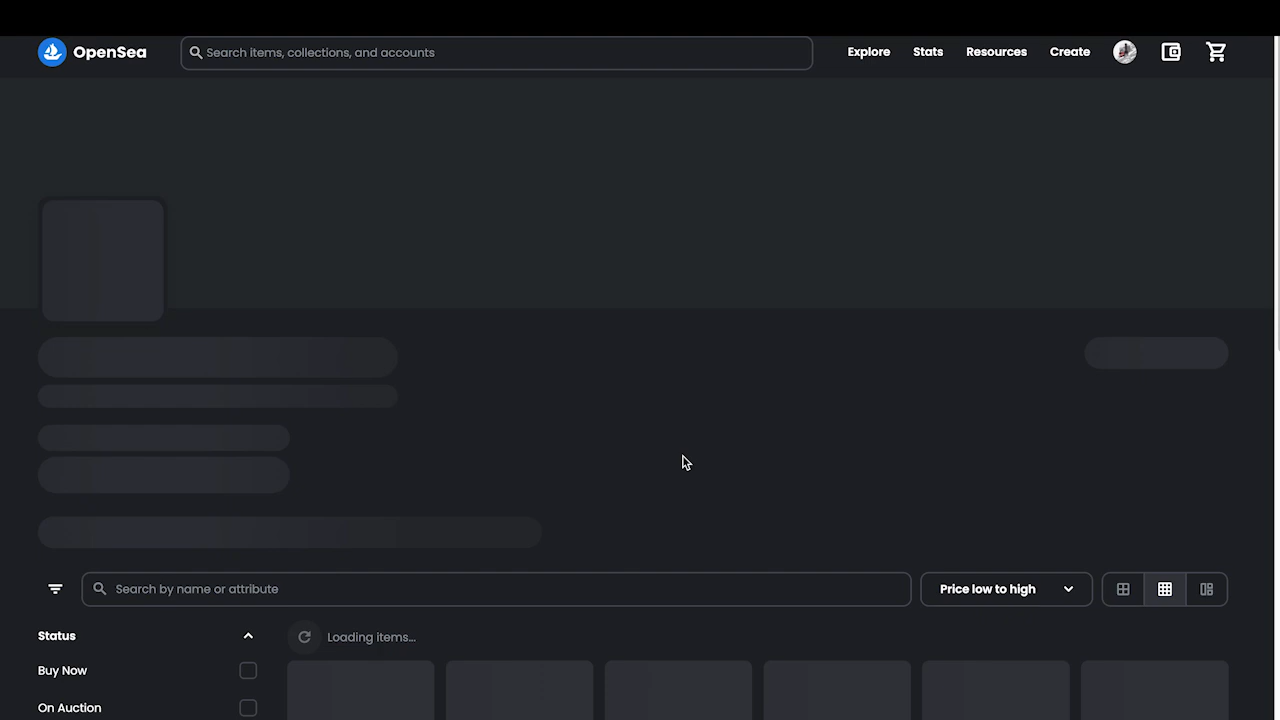 OpenSea
Search items, collections, and accounts
Explore
Stats
Resources
Create
Search by name or attribute
Price low to high
Status
Loading items...
Buy Now
On Auction